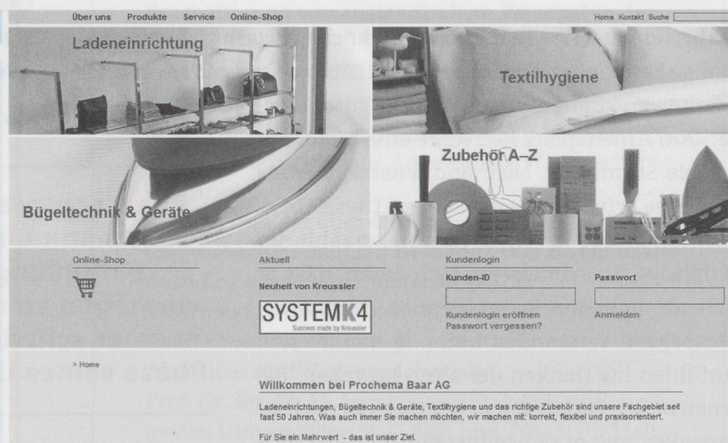 Über uns Produkte Service Online-Shop Home Kontakt Suche
Ladeneinrichtung
Textilhygiene
Bügeltechnik & Geräte
Zubehör A–Z
Online-Shop
Aktuell
Neuheit von Kreussler
SYSTEMK4
Success made by Kreussler
Kundenlogin
Kunden-ID Passwort
Kundenlogin eröffnen Anmelden
Passwort vergessen?
> Home
Willkommen bei Prochema Baar AG
Ladeneinrichtungen, Bügeltechnik & Geräte, Textilhygiene und das richtige Zubehör sind unsere Fachgebiet seit
fast 50 Jahren. Was auch immer Sie machen möchten, wir machen mit: korrekt, flexibel und praxisorientiert.
Für Sie ein Mehrwert - das ist unser Ziel.